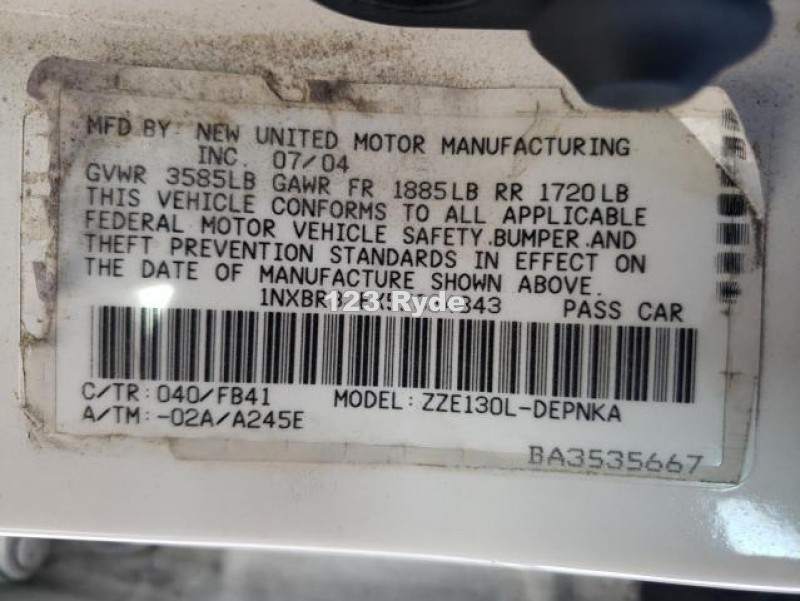 MFD BY: NEW UNITED MOTOR MANUFACTURING
INC. 07/04
GVWR 3585LB GAWR FR 1885LB RR 1720LB
THIS VEHICLE CONFORMS TO ALL APPLICABLE
FEDERAL MOTOR VEHICLE SAFETY.BUMPER.AND
THEFT PREVENTION STANDARDS IN EFFECT ON
THE DATE OF MANUFACTURE SHOWN ABOVE.
PASS CAR
123 Ryde
C/TR: 040/FB41 MODEL: ZZE130L-DEPNKA
A/TM: -02A/A245E
BA3535667